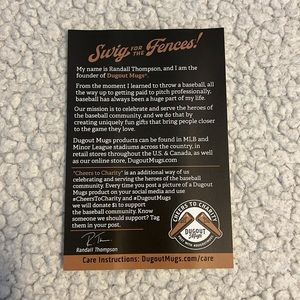 Swig FOR THE Fences!
My name is Randall Thompson, and I am the
founder of Dugout Mugs®
From the moment I learned to throw a baseball, all
the way up to getting paid to pitch professionally,
baseball has always been a huge part of my life.
Our mission is to celebrate and serve the heroes of
the baseball community, and we do that by
creating uniquely fun gifts that bring people closer
to the game they love.
Dugout Mugs products can be found in MLB and
Minor League stadiums across the country, in
retail stores throughout the U.S. & Canada, as well
as our online store, DugoutMugs.com
"Cheers to Charity" is an additional way of us
celebrating and serving the heroes of the baseball
community. Every time you post a picture of a Dugout
Mugs product on your social media and use
#CheersToCharity and #DugoutMugs
we will donate $1 to support
the baseball community. Know
someone we should support? Tag
them in your post.
Randall Thompson
CHEERS TO CHARITY
DUGOUT
Mugs
Care Instructions: DugoutMugs.com/care